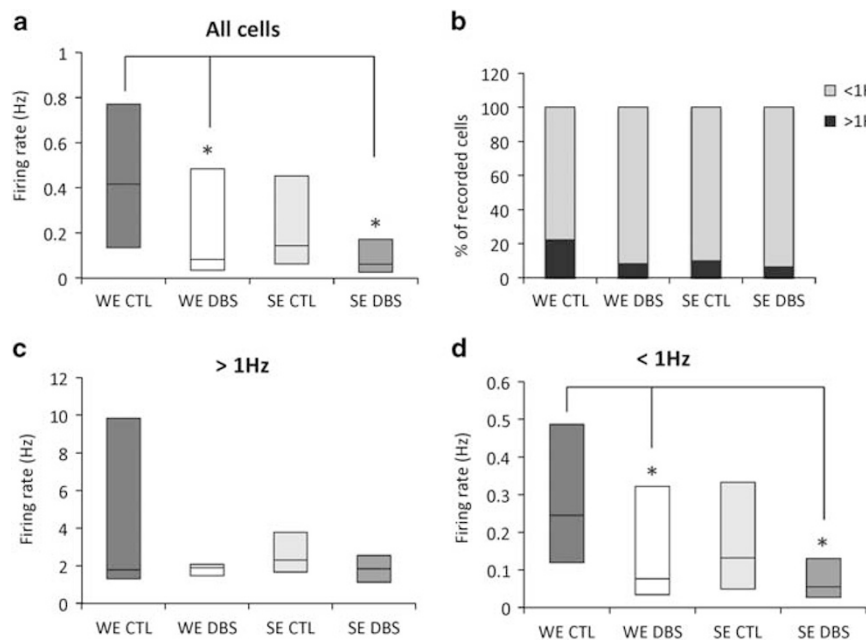 a
All cells
Firing rate (Hz)
1
0.8
0.6
0.4
0.2
0
*
*
WE CTL WE DBS SE CTL SE DBS
b
% of recorded cells
120
100
80
60
40
20
0
WE CTL WE DBS SE CTL SE DBS
<1H
>1H
c
> 1Hz
Firing rate (Hz)
12
10
8
6
4
2
0
WE CTL WE DBS SE CTL SE DBS
d
< 1Hz
Firing rate (Hz)
0.6
0.5
0.4
0.3
0.2
0.1
0
*
*
WE CTL WE DBS SE CTL SE DBS